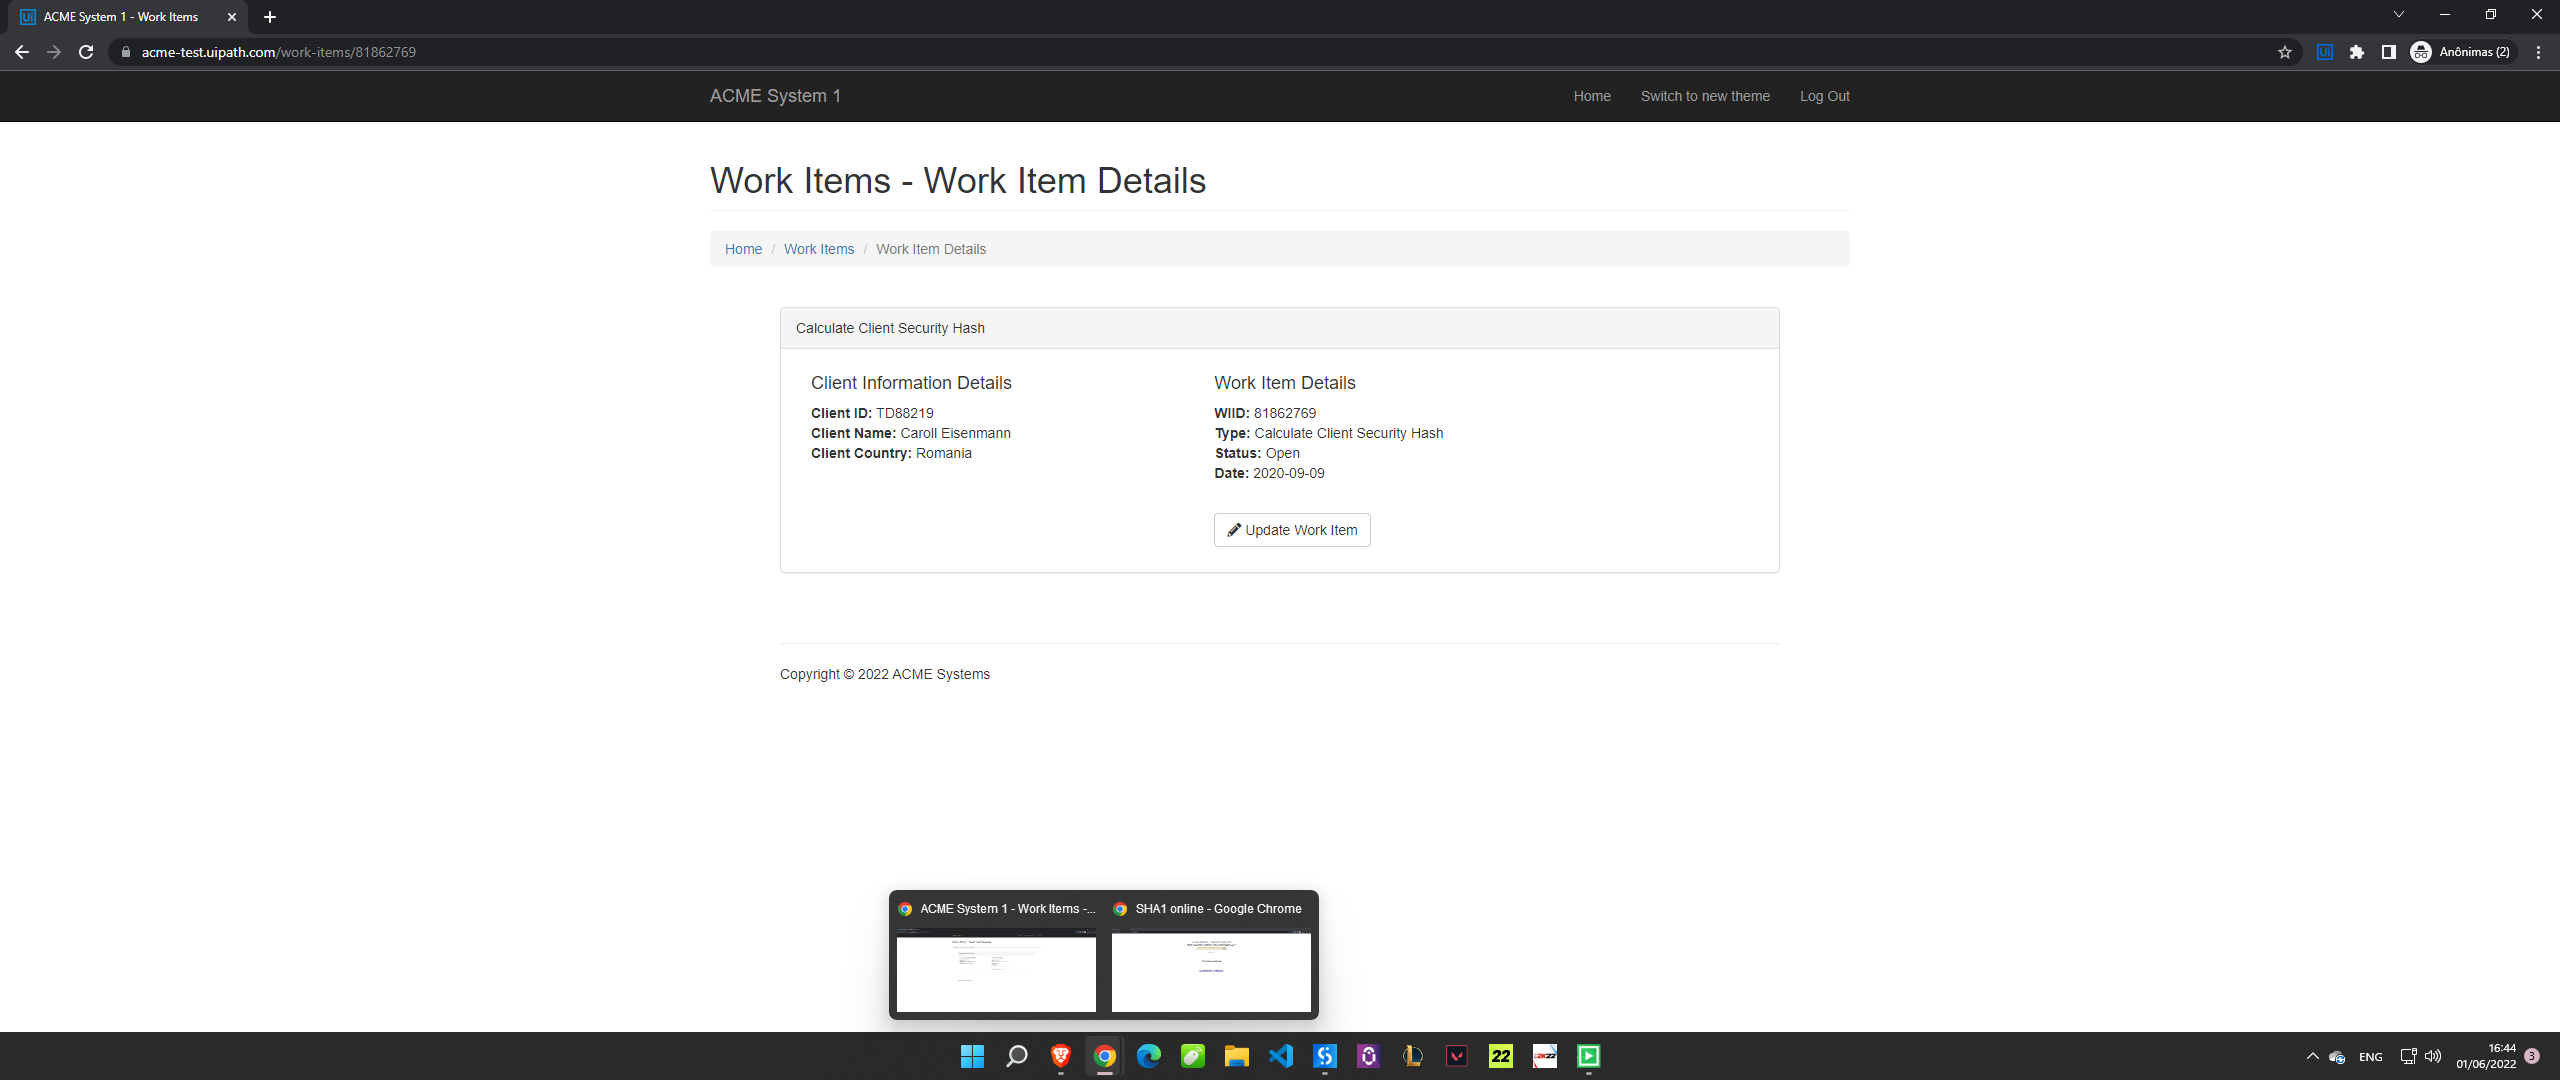 ACME System 1 - Work Items
acme-test.uipath.com/work-items/81862769
Anônimas (2)
ACME System 1
Home
Switch to new theme
Log Out
Work Items - Work Item Details
Home / Work Items / Work Item Details
Calculate Client Security Hash
Client Information Details
Client ID: TD88219
Client Name: Caroll Eisenmann
Client Country: Romania
Work Item Details
WIID: 81862769
Type: Calculate Client Security Hash
Status: Open
Date: 2020-09-09
Update Work Item
Copyright © 2022 ACME Systems
ACME System 1 - Work Items -...
SHA1 online - Google Chrome
22
2K22
ENG
16:44
01/06/2022
3